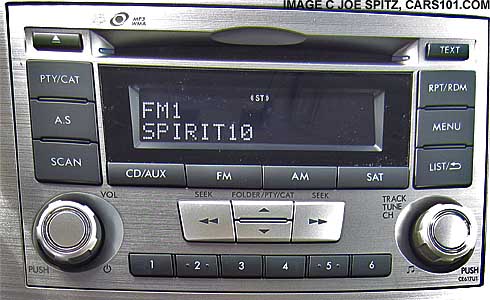 IMAGE C JOE SPITZ, CARS101.com
MP3
WMA
TEXT
PTY/CAT
A.S
SCAN
(ST)
FM1
SPIRIT10
RPT/RDM
MENU
LIST/
CD/AUX
FM
AM
SAT
VOL
SEEK
FOLDER/PTY/CAT
SEEK
TRACK
TUNE
CH
PUSH
1
-2-
3
4
-5-
6
PUSH
CE617U1